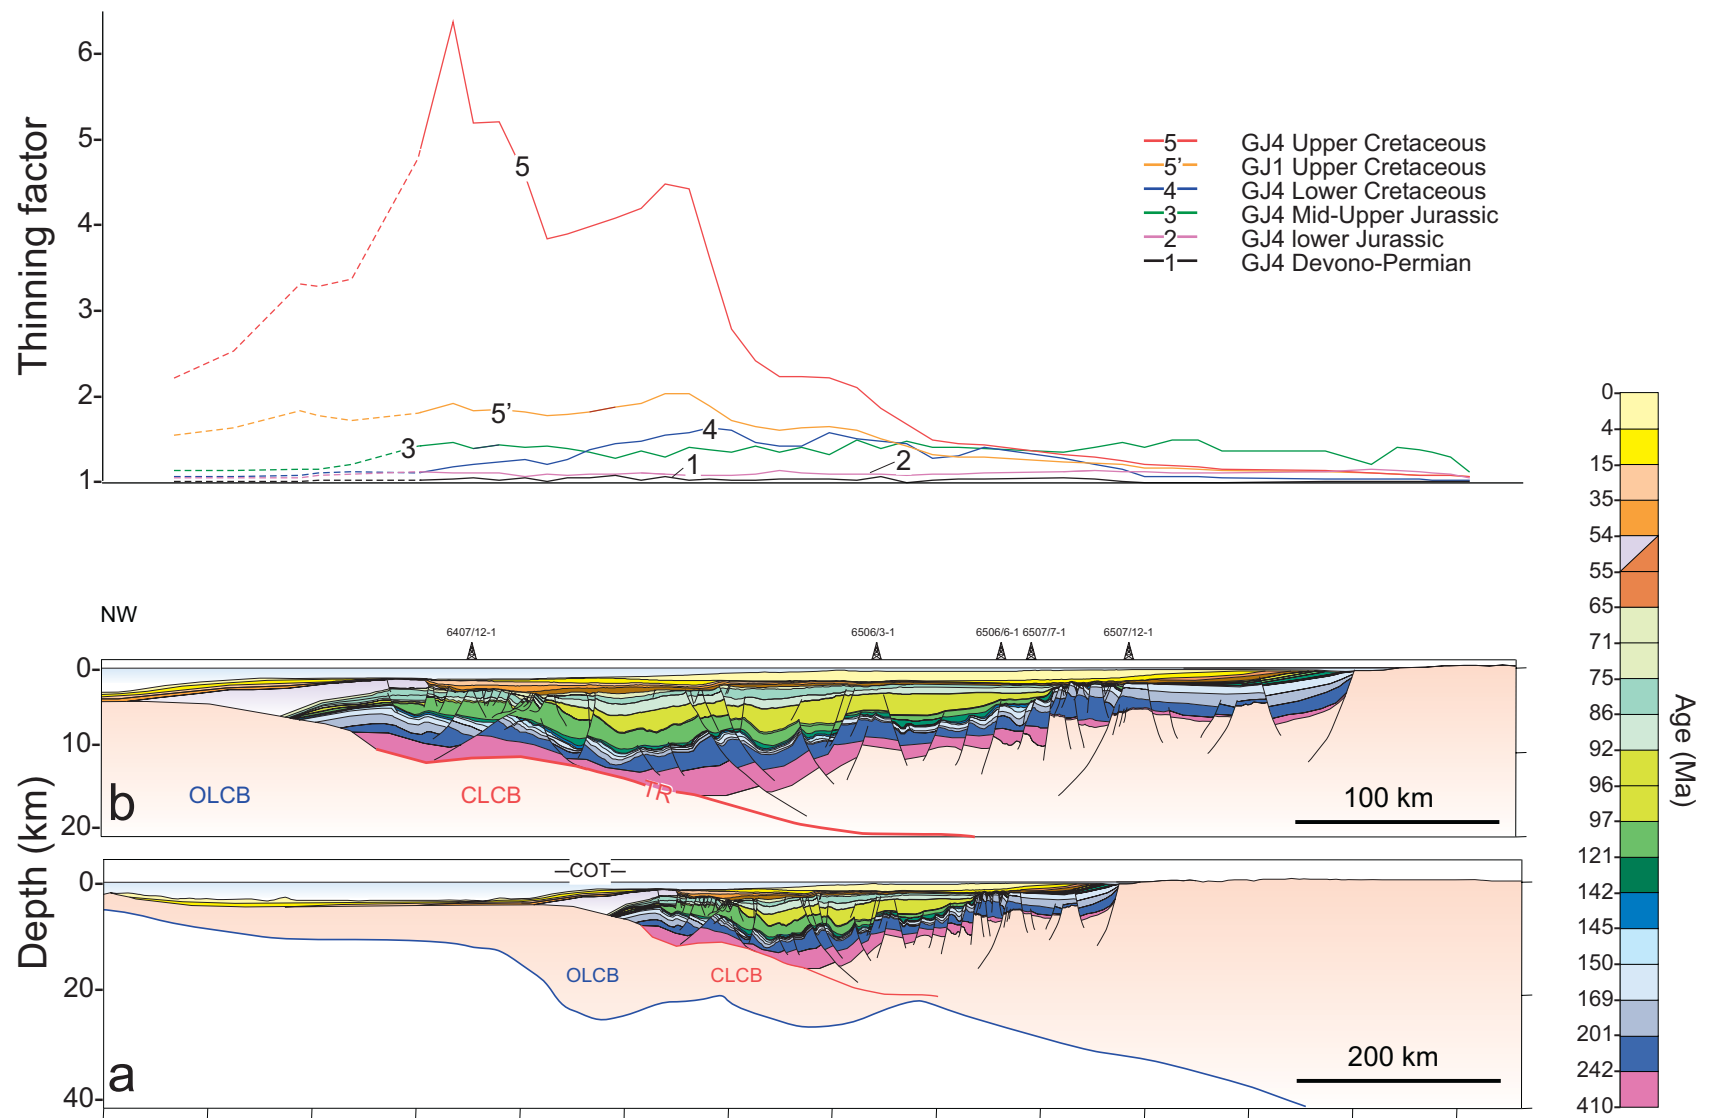 Thinning factor
6
5
4
3
2
1
5
5'
3
4
1
2
5 GJ4 Upper Cretaceous
5' GJ1 Upper Cretaceous
4 GJ4 Lower Cretaceous
3 GJ4 Mid-Upper Jurassic
2 GJ4 lower Jurassic
1 GJ4 Devono-Permian
NW
6407/12-1
6506/3-1
6506/6-1
6507/7-1
6507/12-1
Depth (km)
0
10
20
b
OLCB
CLCB
TR
100 km
COT
0
20
40
a
OLCB
CLCB
200 km
0
4
15
35
54
55
65
71
75
86
92
96
97
121
142
145
150
169
201
242
410
Age (Ma)